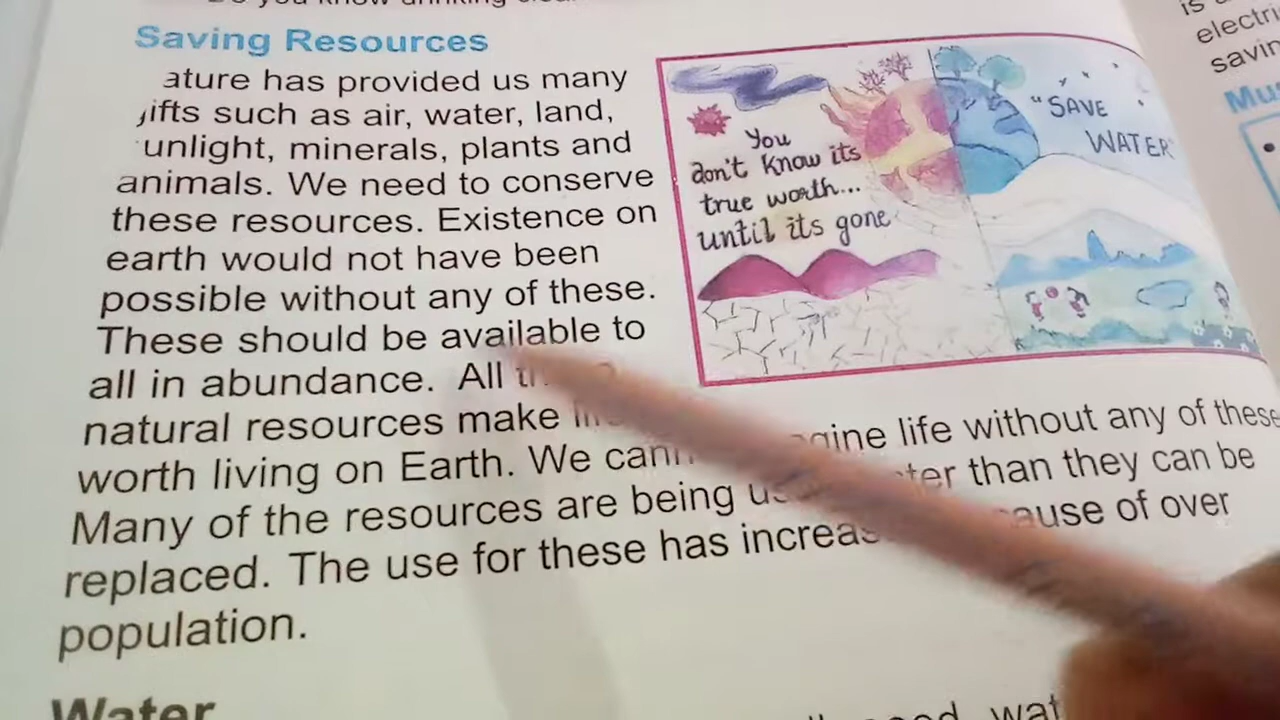 Saving Resources
ature has provided us many
ifts such as air, water, land,
unlight, minerals, plants and
animals. We need to conserve
these resources. Existence on
earth would not have been
possible without any of these.
These should be available to
all in abundance. All
natural resources make
worth living on Earth. We gine life without any of these
Many of the resources are being than they can be
replaced. The use for these has of over
population.
You
don't know its
true worth...
until its gone
"SAVE
WATER"
Water
is
electri
savin
Mu